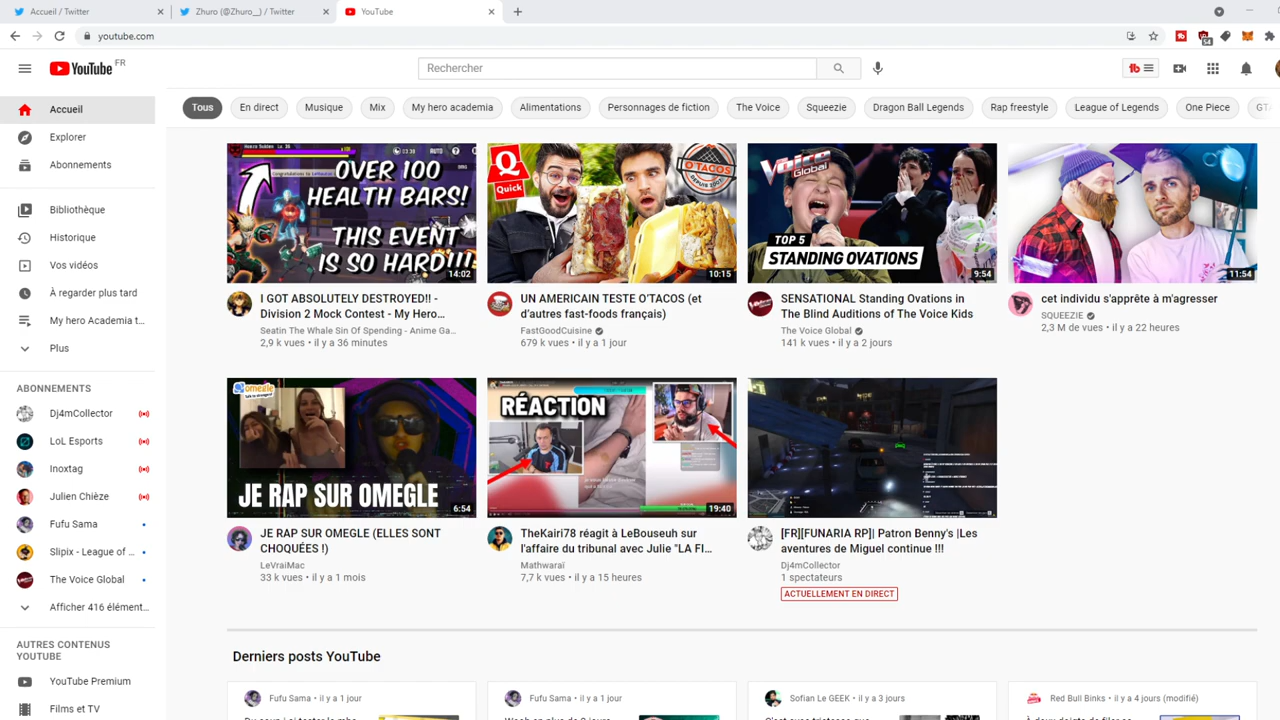 Accueil / Twitter
Zhuro (@Zhuro__) / Twitter
YouTube
youtube.com
54
YouTube FR
Rechercher
tb
Tous
En direct
Musique
Mix
My hero academia
Alimentations
Personnages de fiction
The Voice
Squeezie
Dragon Ball Legends
Rap freestyle
League of Legends
One Piece
GTA
Accueil
Explorer
Abonnements
Bibliothèque
Historique
Vos vidéos
À regarder plus tard
My hero Academia t...
Plus
ABONNEMENTS
Dj4mCollector
LoL Esports
Inoxtag
Julien Chièze
Fufu Sama
Slipix - League of ...
The Voice Global
Afficher 416 élément...
AUTRES CONTENUS
YOUTUBE
YouTube Premium
Films et TV
OVER 100
HEALTH BARS!
THIS EVENT
IS SO HARD!!!
14:02
I GOT ABSOLUTELY DESTROYED!! -
Division 2 Mock Contest - My Hero...
Seatin The Whale Sin Of Spending - Anime Ga...
2,9 k vues • il y a 36 minutes
Q
Quick
O'TACOS
DEPUIS 2007
10:15
UN AMERICAIN TESTE O'TACOS (et
d'autres fast-foods français)
FastGoodCuisine
679 k vues • il y a 1 jour
The
Voice
Global
TOP 5
STANDING OVATIONS
9:54
SENSATIONAL Standing Ovations in
The Blind Auditions of The Voice Kids
The Voice Global
141 k vues • il y a 2 jours
11:54
cet individu s'apprête à m'agresser
SQUEEZIE
2,3 M de vues • il y a 22 heures
omegle
JE RAP SUR OMEGLE
6:54
JE RAP SUR OMEGLE (ELLES SONT
CHOQUÉES !)
LeVraiMac
33 k vues • il y a 1 mois
RÉACTION
19:40
TheKairi78 réagit à LeBouseuh sur
l'affaire du tribunal avec Julie "LA FI...
Mathwaraï
7,7 k vues • il y a 15 heures
[FR][FUNARIA RP]| Patron Benny's |Les
aventures de Miguel continue !!!
Dj4mCollector
1 spectateurs
ACTUELLEMENT EN DIRECT
Derniers posts YouTube
Fufu Sama • il y a 1 jour
Fufu Sama • il y a 1 jour
Sofian Le GEEK • il y a 3 jours
Red Bull Binks • il y a 4 jours (modifié)